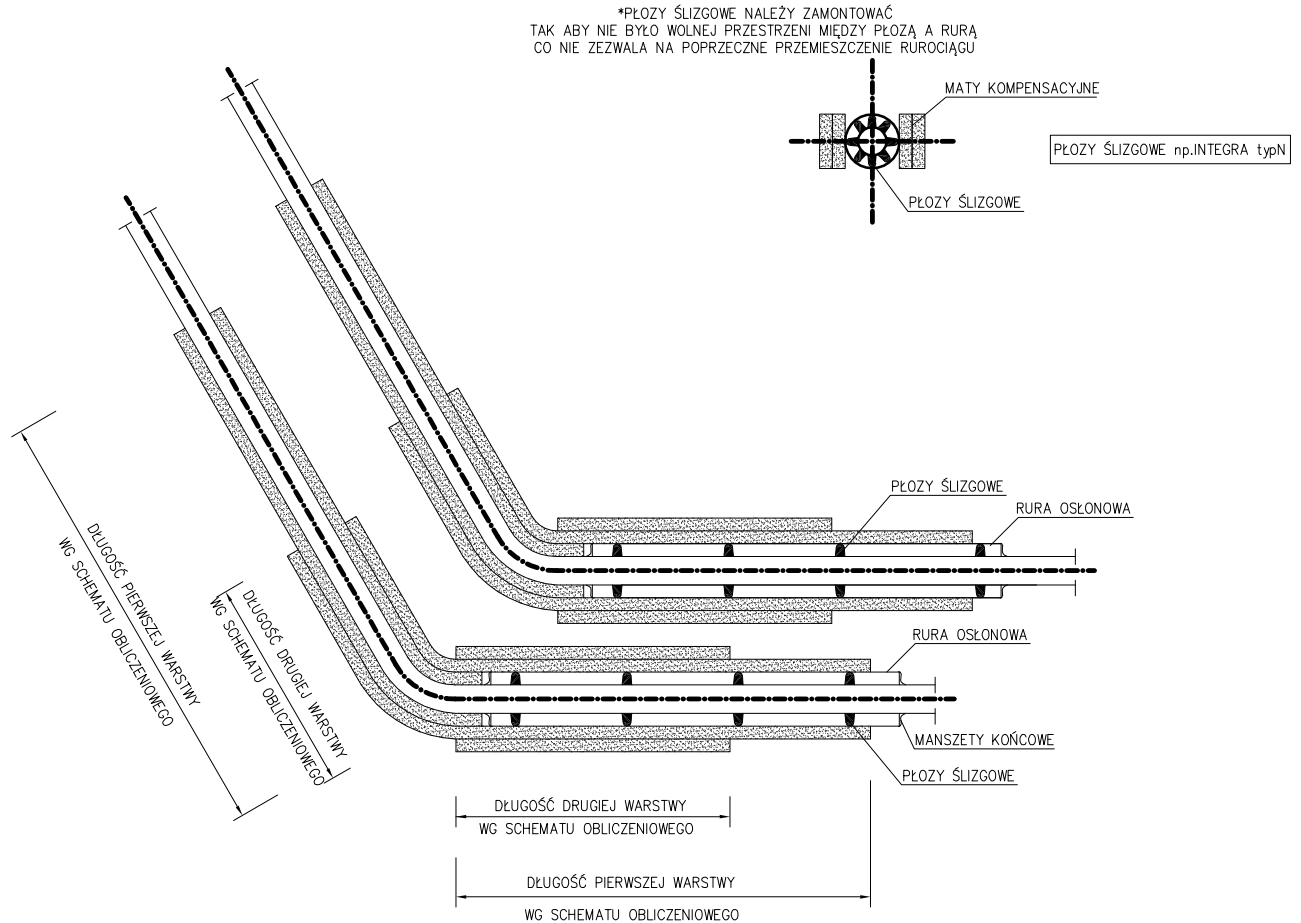 *PŁOZY ŚLIZGOWE NALEŻY ZAMONTOWAĆ
TAK ABY NIE BYŁO WOLNEJ PRZESTRZENI MIĘDZY PŁOZĄ A RURĄ
CO NIE ZEZWALA NA POPRZECZNE PRZEMIESZCZENIE RUROCIĄGU
MATY KOMPENSACYJNE
PŁOZY ŚLIZGOWE np.INTEGRA typN
PŁOZY ŚLIZGOWE
PŁOZY ŚLIZGOWE
RURA OSŁONOWA
DŁUGOŚĆ PIERWSZEJ WARSTWY
WG SCHEMATU OBLICZENIOWEGO
DŁUGOŚĆ DRUGIEJ WARSTWY
WG SCHEMATU OBLICZENIOWEGO
RURA OSŁONOWA
MANSZETY KOŃCOWE
PŁOZY ŚLIZGOWE
DŁUGOŚĆ DRUGIEJ WARSTWY
WG SCHEMATU OBLICZENIOWEGO
DŁUGOŚĆ PIERWSZEJ WARSTWY
WG SCHEMATU OBLICZENIOWEGO